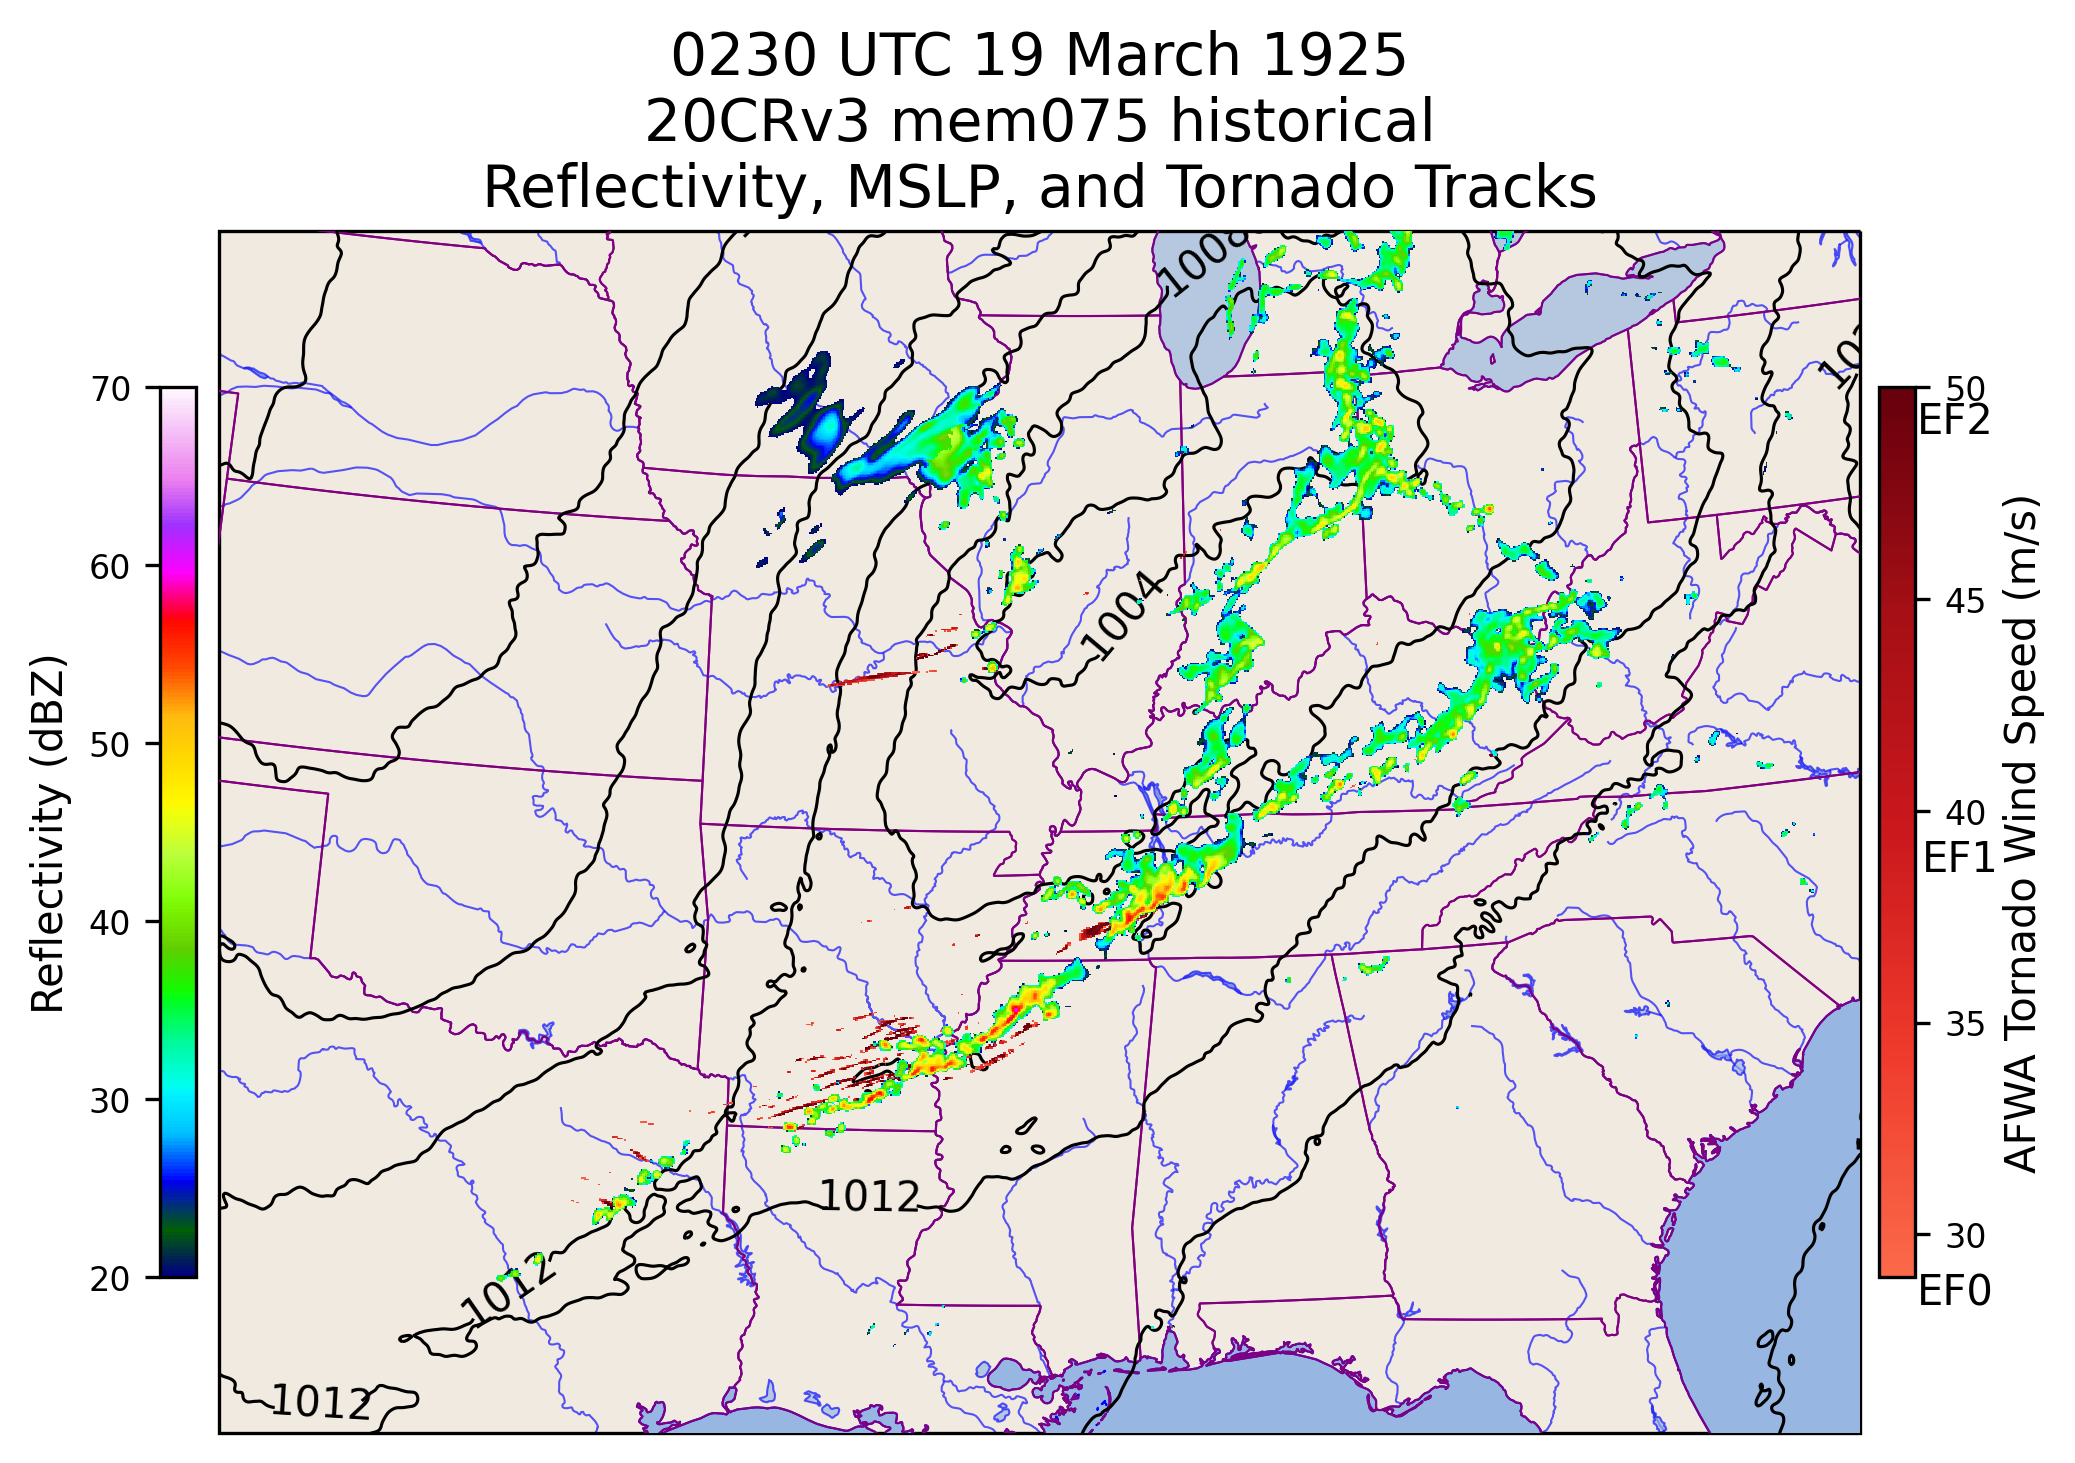 0230 UTC 19 March 1925
20CRv3 mem075 historical
Reflectivity, MSLP, and Tornado Tracks
1008
70
60
50
40
30
20
Reflectivity (dBZ)
1004
1012
1012
1012
50
EF2
45
40
EF1
35
30
EF0
AFWA Tornado Wind Speed (m/s)